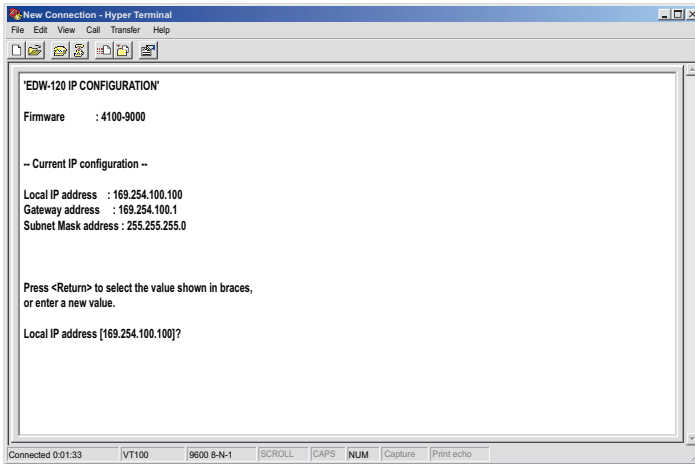 New Connection - Hyper Terminal
File Edit View Call Transfer Help
'EDW-120 IP CONFIGURATION'
Firmware : 4100-9000
-- Current IP configuration --
Local IP address : 169.254.100.100
Gateway address : 169.254.100.1
Subnet Mask address : 255.255.255.0
Press <Return> to select the value shown in braces,
or enter a new value.
Local IP address [169.254.100.100]?
Connected 0:01:33 VT100 9600 8-N-1 SCROLL CAPS NUM Capture Print echo